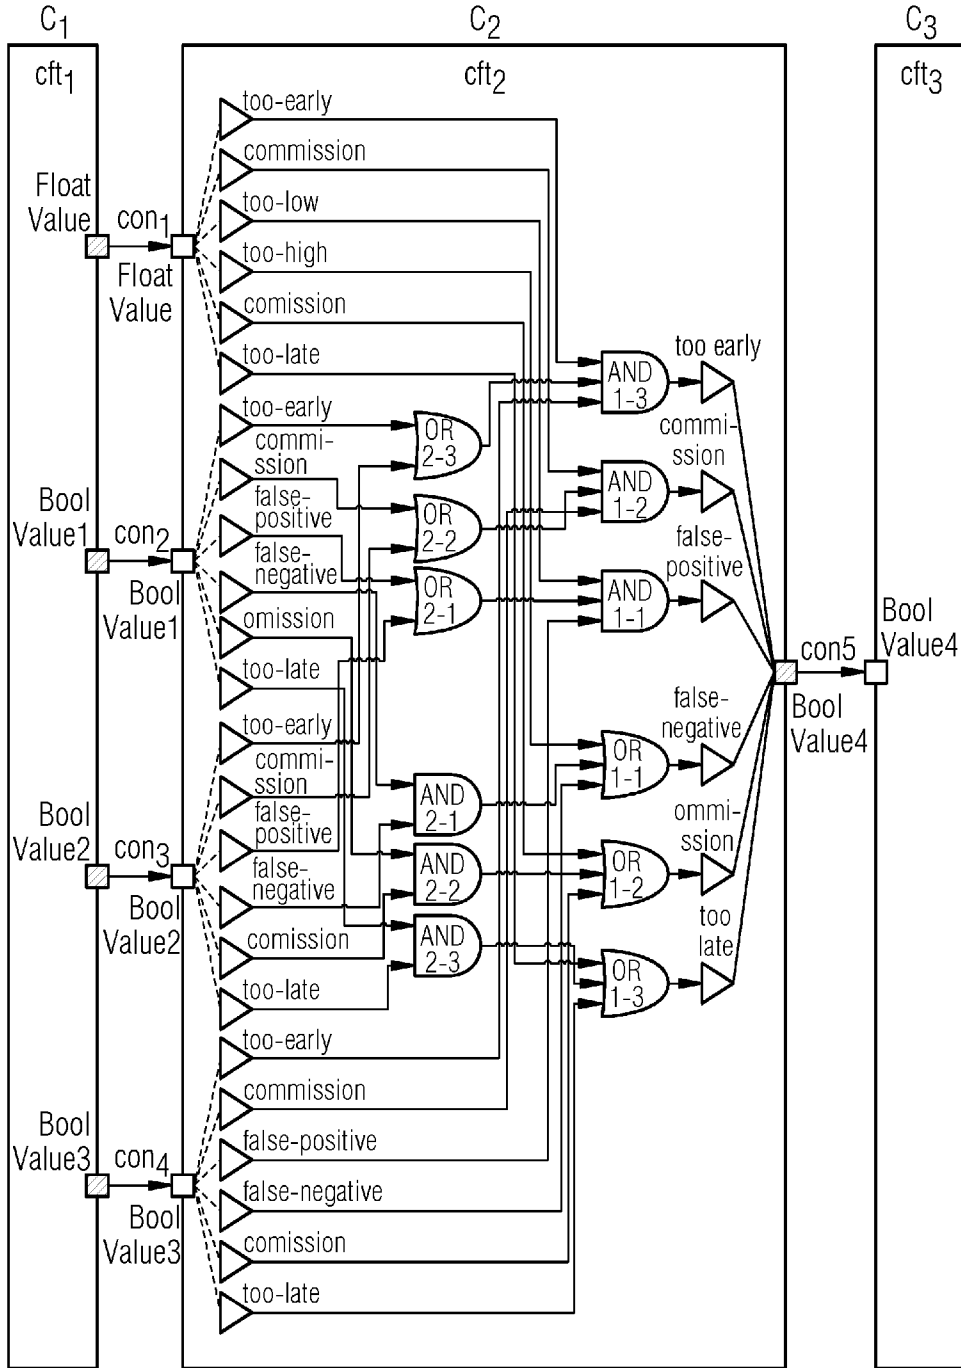 C1
C2
C3
cft1
cft2
cft3
too-early
commission
too-low
too-high
comission
too-late
Float
Value
con1
Float
Value
too-early
commi-
ssion
false-
positive
false-
negative
omission
too-late
Bool
Value1
con2
Bool
Value1
too-early
commi-
ssion
false-
positive
false-
negative
comission
too-late
Bool
Value2
con3
Bool
Value2
too-early
commission
false-positive
false-negative
comission
too-late
Bool
Value3
con4
Bool
Value3
OR
2-3
OR
2-2
OR
2-1
AND
2-1
AND
2-2
AND
2-3
AND
1-3
AND
1-2
AND
1-1
OR
1-1
OR
1-2
OR
1-3
too early
commi-
ssion
false-
positive
false-
negative
ommi-
ssion
too
late
con5
Bool
Value4
Bool
Value4